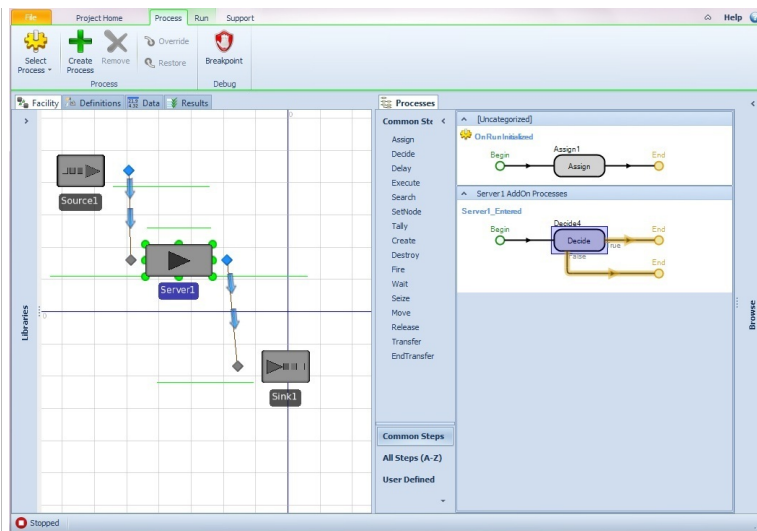 File Project Home Process Run Support Help
Select Process
Create Process
Remove
Override
Restore
Breakpoint
Process Debug
Facility Definitions Data Results
Processes
Common Ste
Assign
Decide
Delay
Execute
Search
SetNode
Tally
Create
Destroy
Fire
Wait
Seize
Move
Release
Transfer
EndTransfer
Common Steps
All Steps (A-Z)
User Defined
Libraries
0
0
Source1
Server1
Sink1
[Uncategorized]
OnRunInitialized
Begin Assign1 End
Assign
Server1 AddOn Processes
Server1_Entered
Begin Decide4 End
Decide
True
False End
Browse
Stopped